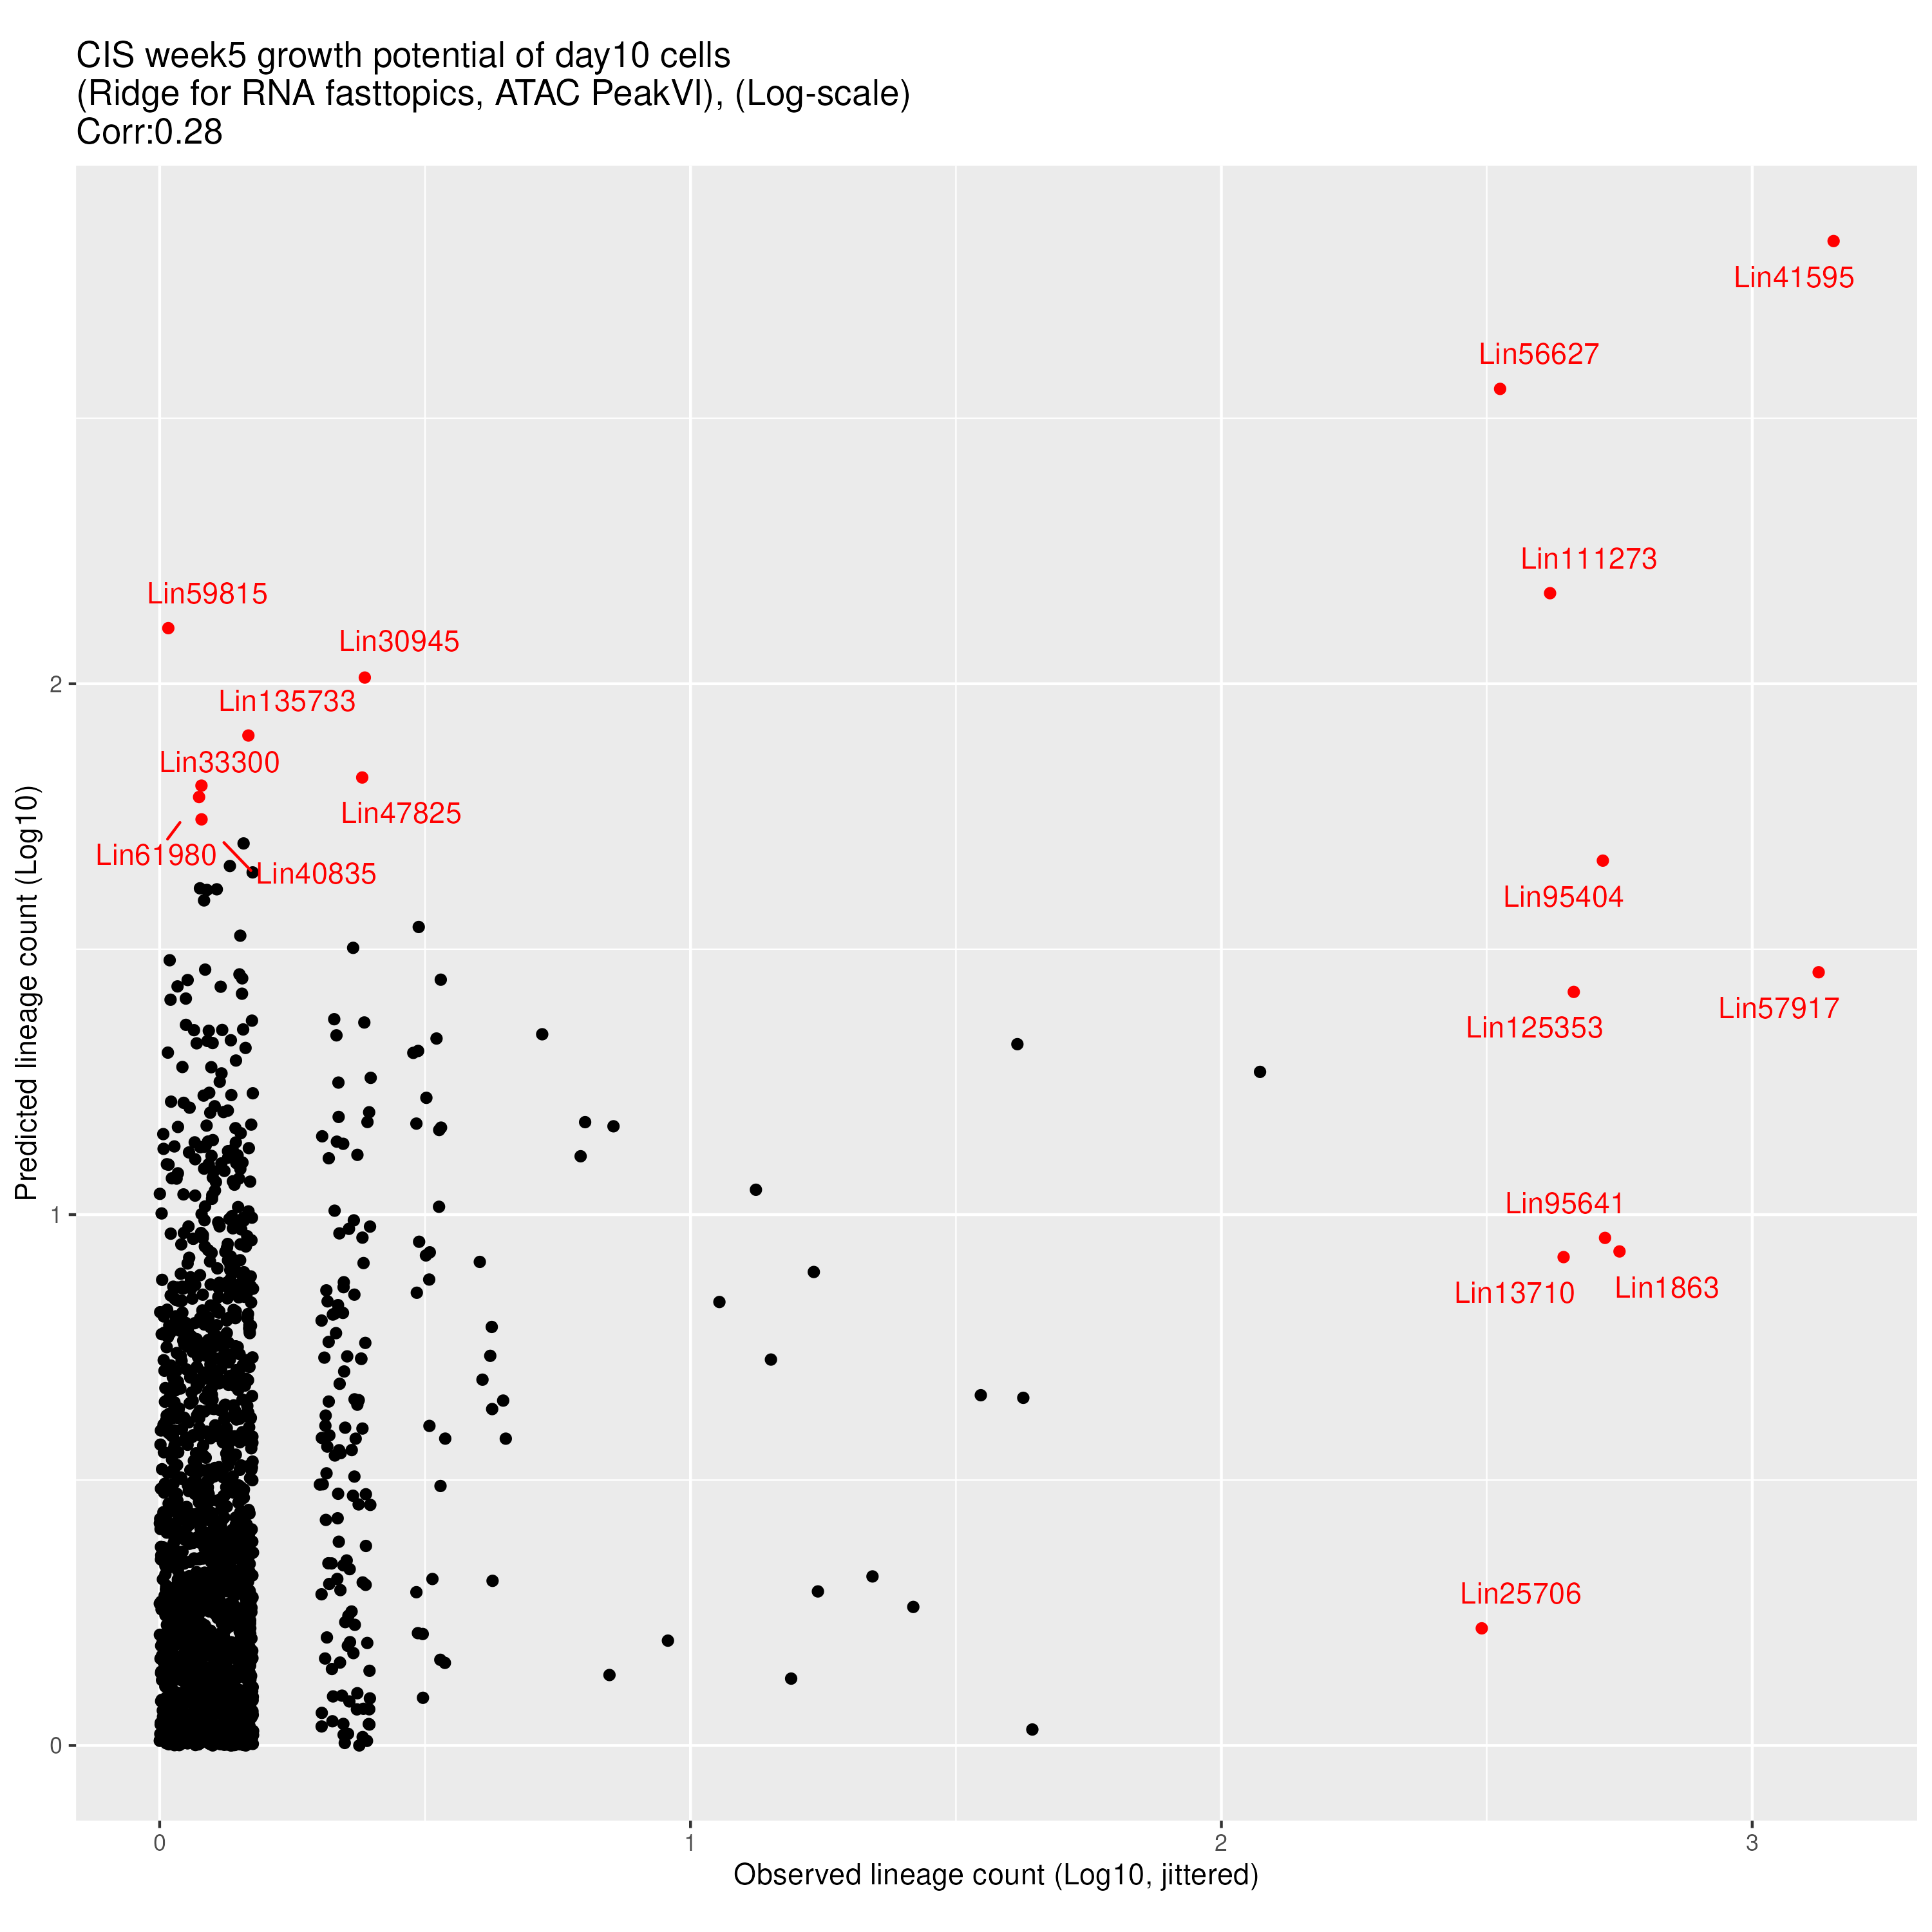 CIS week5 growth potential of day10 cells
(Ridge for RNA fasttopics, ATAC PeakVI), (Log-scale)
Corr:0.28
Lin41595
Lin56627
Lin111273
Lin59815
Lin30945
Lin135733
Lin33300
Lin47825
Lin61980
Lin40835
Lin95404
Lin57917
Lin125353
Lin95641
Lin13710
Lin1863
Lin25706
Predicted lineage count (Log10)
2
1
0
0
1
2
3
Observed lineage count (Log10, jittered)